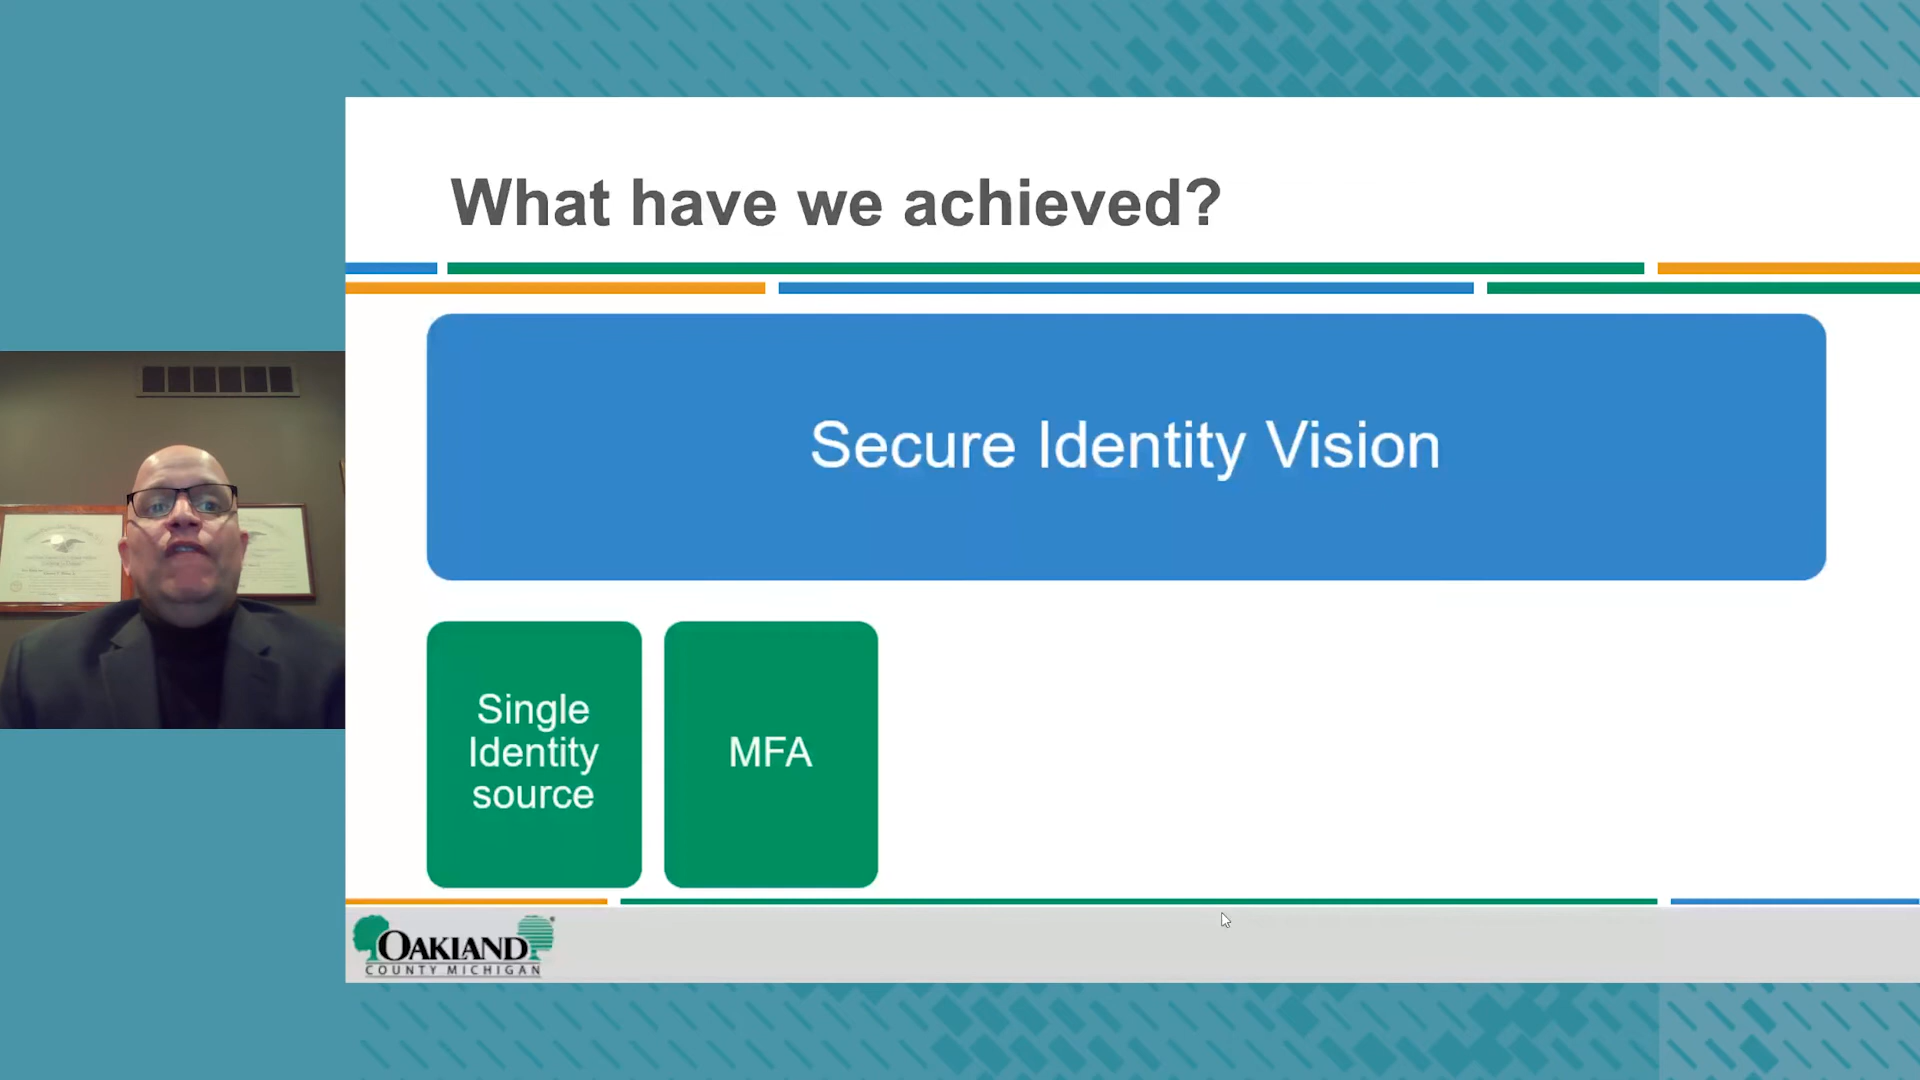 What have we achieved?
Secure Identity Vision
Single
Identity
source
MFA
OAKLAND
COUNTY MICHIGAN